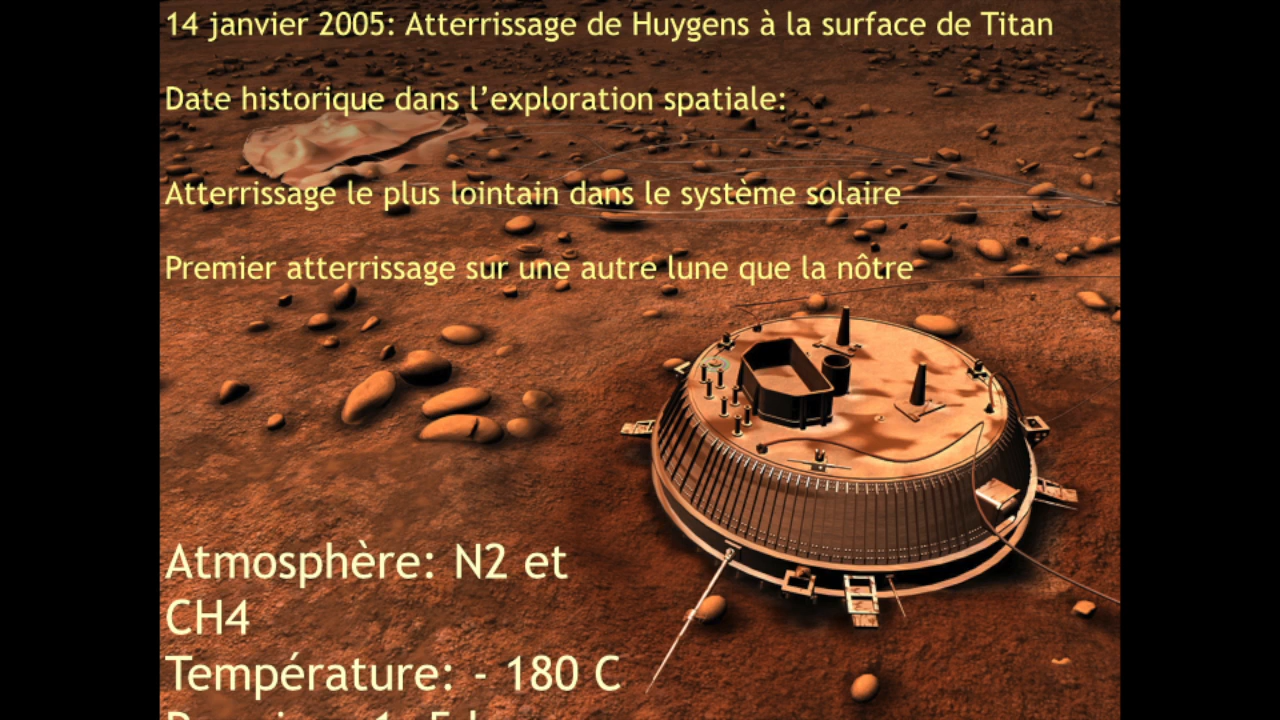 14 janvier 2005: Atterrissage de Huygens à la surface de Titan
Date historique dans l’exploration spatiale:
Atterrissage le plus lointain dans le système solaire
Premier atterrissage sur une autre lune que la nôtre
Atmosphère: N2 et
CH4
Température: - 180 C